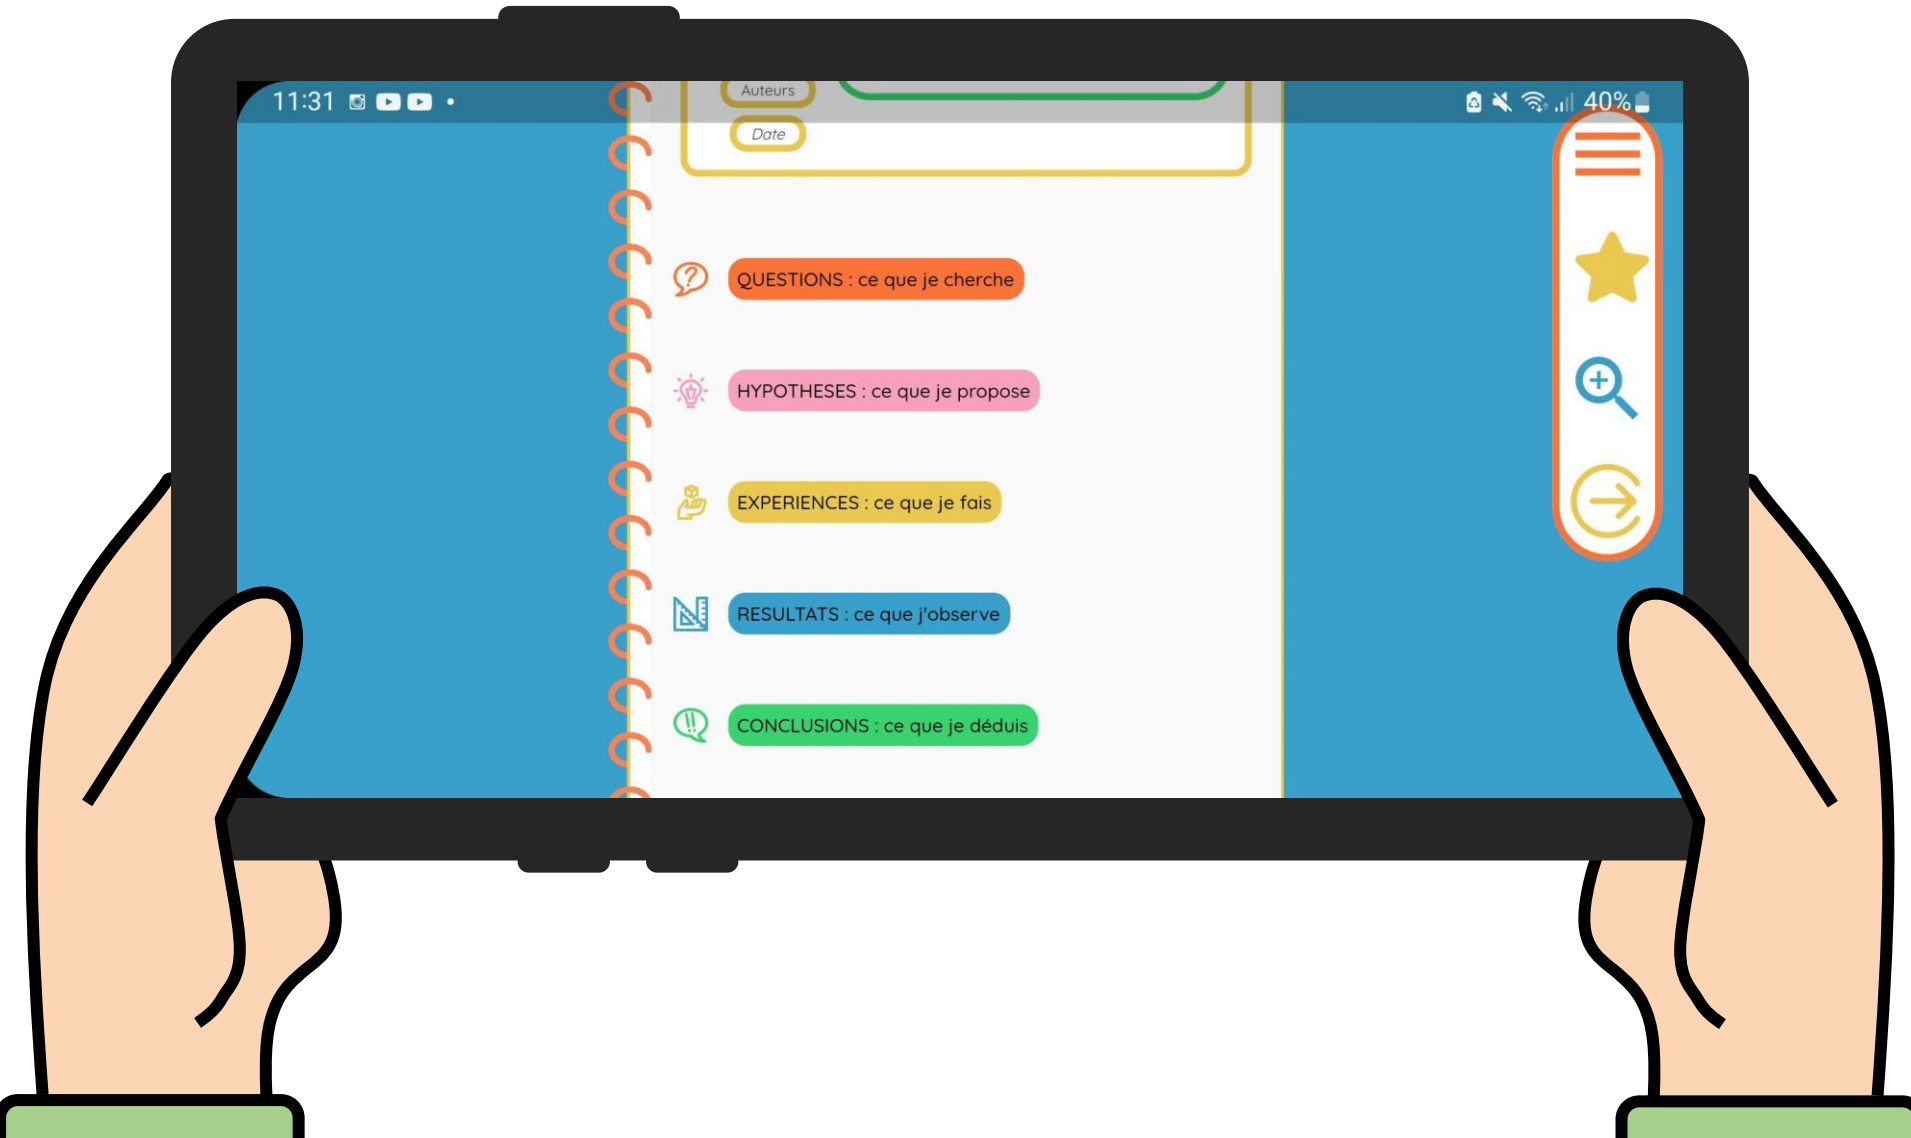 11:31
40%
Auteurs
Date
QUESTIONS : ce que je cherche
HYPOTHESES : ce que je propose
EXPERIENCES : ce que je fais
RESULTATS : ce que j'observe
CONCLUSIONS : ce que je déduis